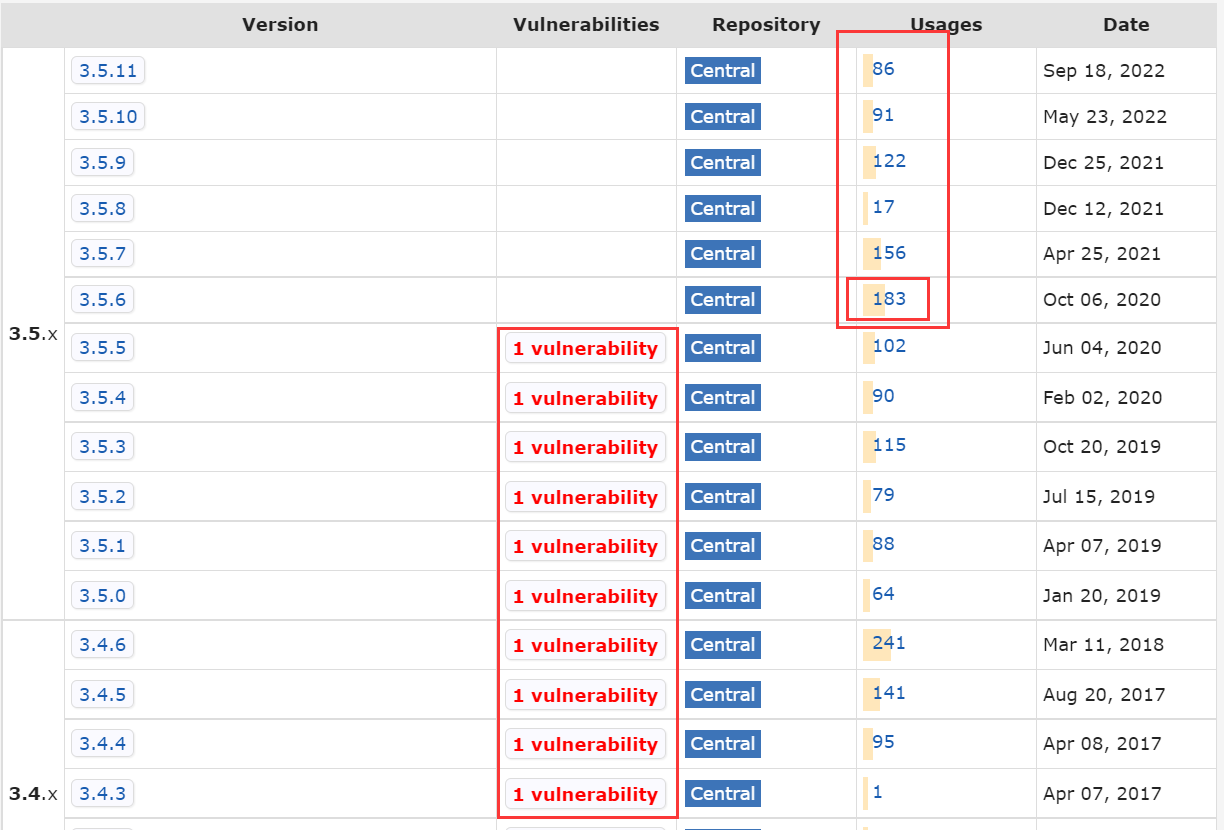 Version Vulnerabilities Repository Usages Date
3.5.11 Central 86 Sep 18, 2022
3.5.10 Central 91 May 23, 2022
3.5.9 Central 122 Dec 25, 2021
3.5.8 Central 17 Dec 12, 2021
3.5.7 Central 156 Apr 25, 2021
3.5.6 Central 183 Oct 06, 2020
3.5.x
3.5.5 1 vulnerability Central 102 Jun 04, 2020
3.5.4 1 vulnerability Central 90 Feb 02, 2020
3.5.3 1 vulnerability Central 115 Oct 20, 2019
3.5.2 1 vulnerability Central 79 Jul 15, 2019
3.5.1 1 vulnerability Central 88 Apr 07, 2019
3.5.0 1 vulnerability Central 64 Jan 20, 2019
3.4.6 1 vulnerability Central 241 Mar 11, 2018
3.4.5 1 vulnerability Central 141 Aug 20, 2017
3.4.4 1 vulnerability Central 95 Apr 08, 2017
3.4.x 3.4.3 1 vulnerability Central 1 Apr 07, 2017